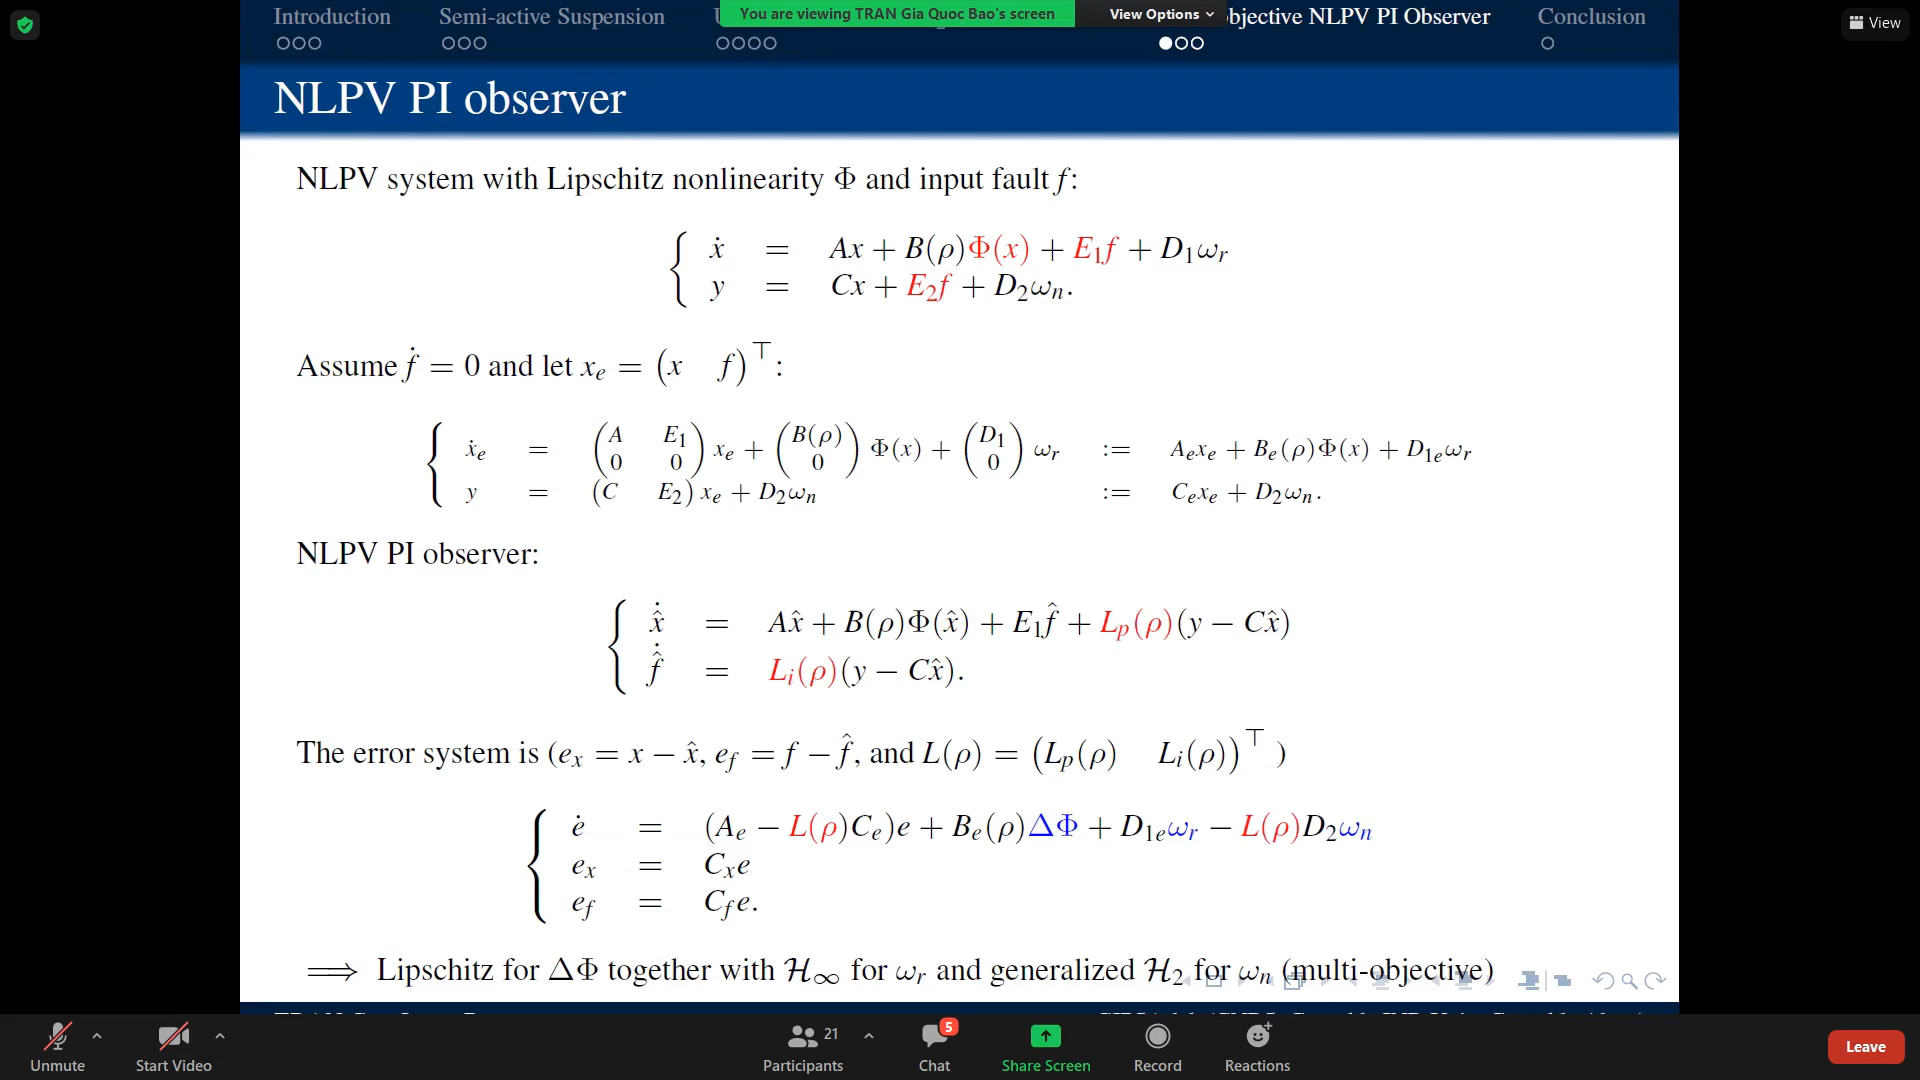 Introduction Semi-active Suspension bjective NLPV PI Observer Conclusion
You are viewing TRAN Gia Quoc Bao's screen View Options
View
NLPV PI observer
NLPV system with Lipschitz nonlinearity Φ and input fault f:
ẋ = Ax + B(ρ)Φ(x) + E₁f + D₁ωᵣ
y = Cx + E₂f + D₂ωₙ.
Assume ḟ = 0 and let xₑ = (x f)^⊤:
ẋₑ = (A E₁; 0 0) xₑ + (B(ρ); 0) Φ(x) + (D₁; 0) ωᵣ := Aₑxₑ + Bₑ(ρ)Φ(x) + D₁ₑωᵣ
y = (C E₂) xₑ + D₂ωₙ := Cₑxₑ + D₂ωₙ.
NLPV PI observer:
\dot{\hat{x}} = Ax̂ + B(ρ)Φ(x̂) + E₁f̂ + Lₚ(ρ)(y − Cx̂)
\dot{\hat{f}} = Lᵢ(ρ)(y − Cx̂).
The error system is (eₓ = x − x̂, e_f = f − f̂, and L(ρ) = (Lₚ(ρ) Lᵢ(ρ))^⊤ )
ė = (Aₑ − L(ρ)Cₑ)e + Bₑ(ρ)ΔΦ + D₁ₑωᵣ − L(ρ)D₂ωₙ
eₓ = Cₓe
e_f = C_f e.
⟹ Lipschitz for ΔΦ together with ℋ∞ for ωᵣ and generalized ℋ₂ for ωₙ (multi-objective)
Unmute Start Video 21 Participants 5 Chat Share Screen Record Reactions Leave